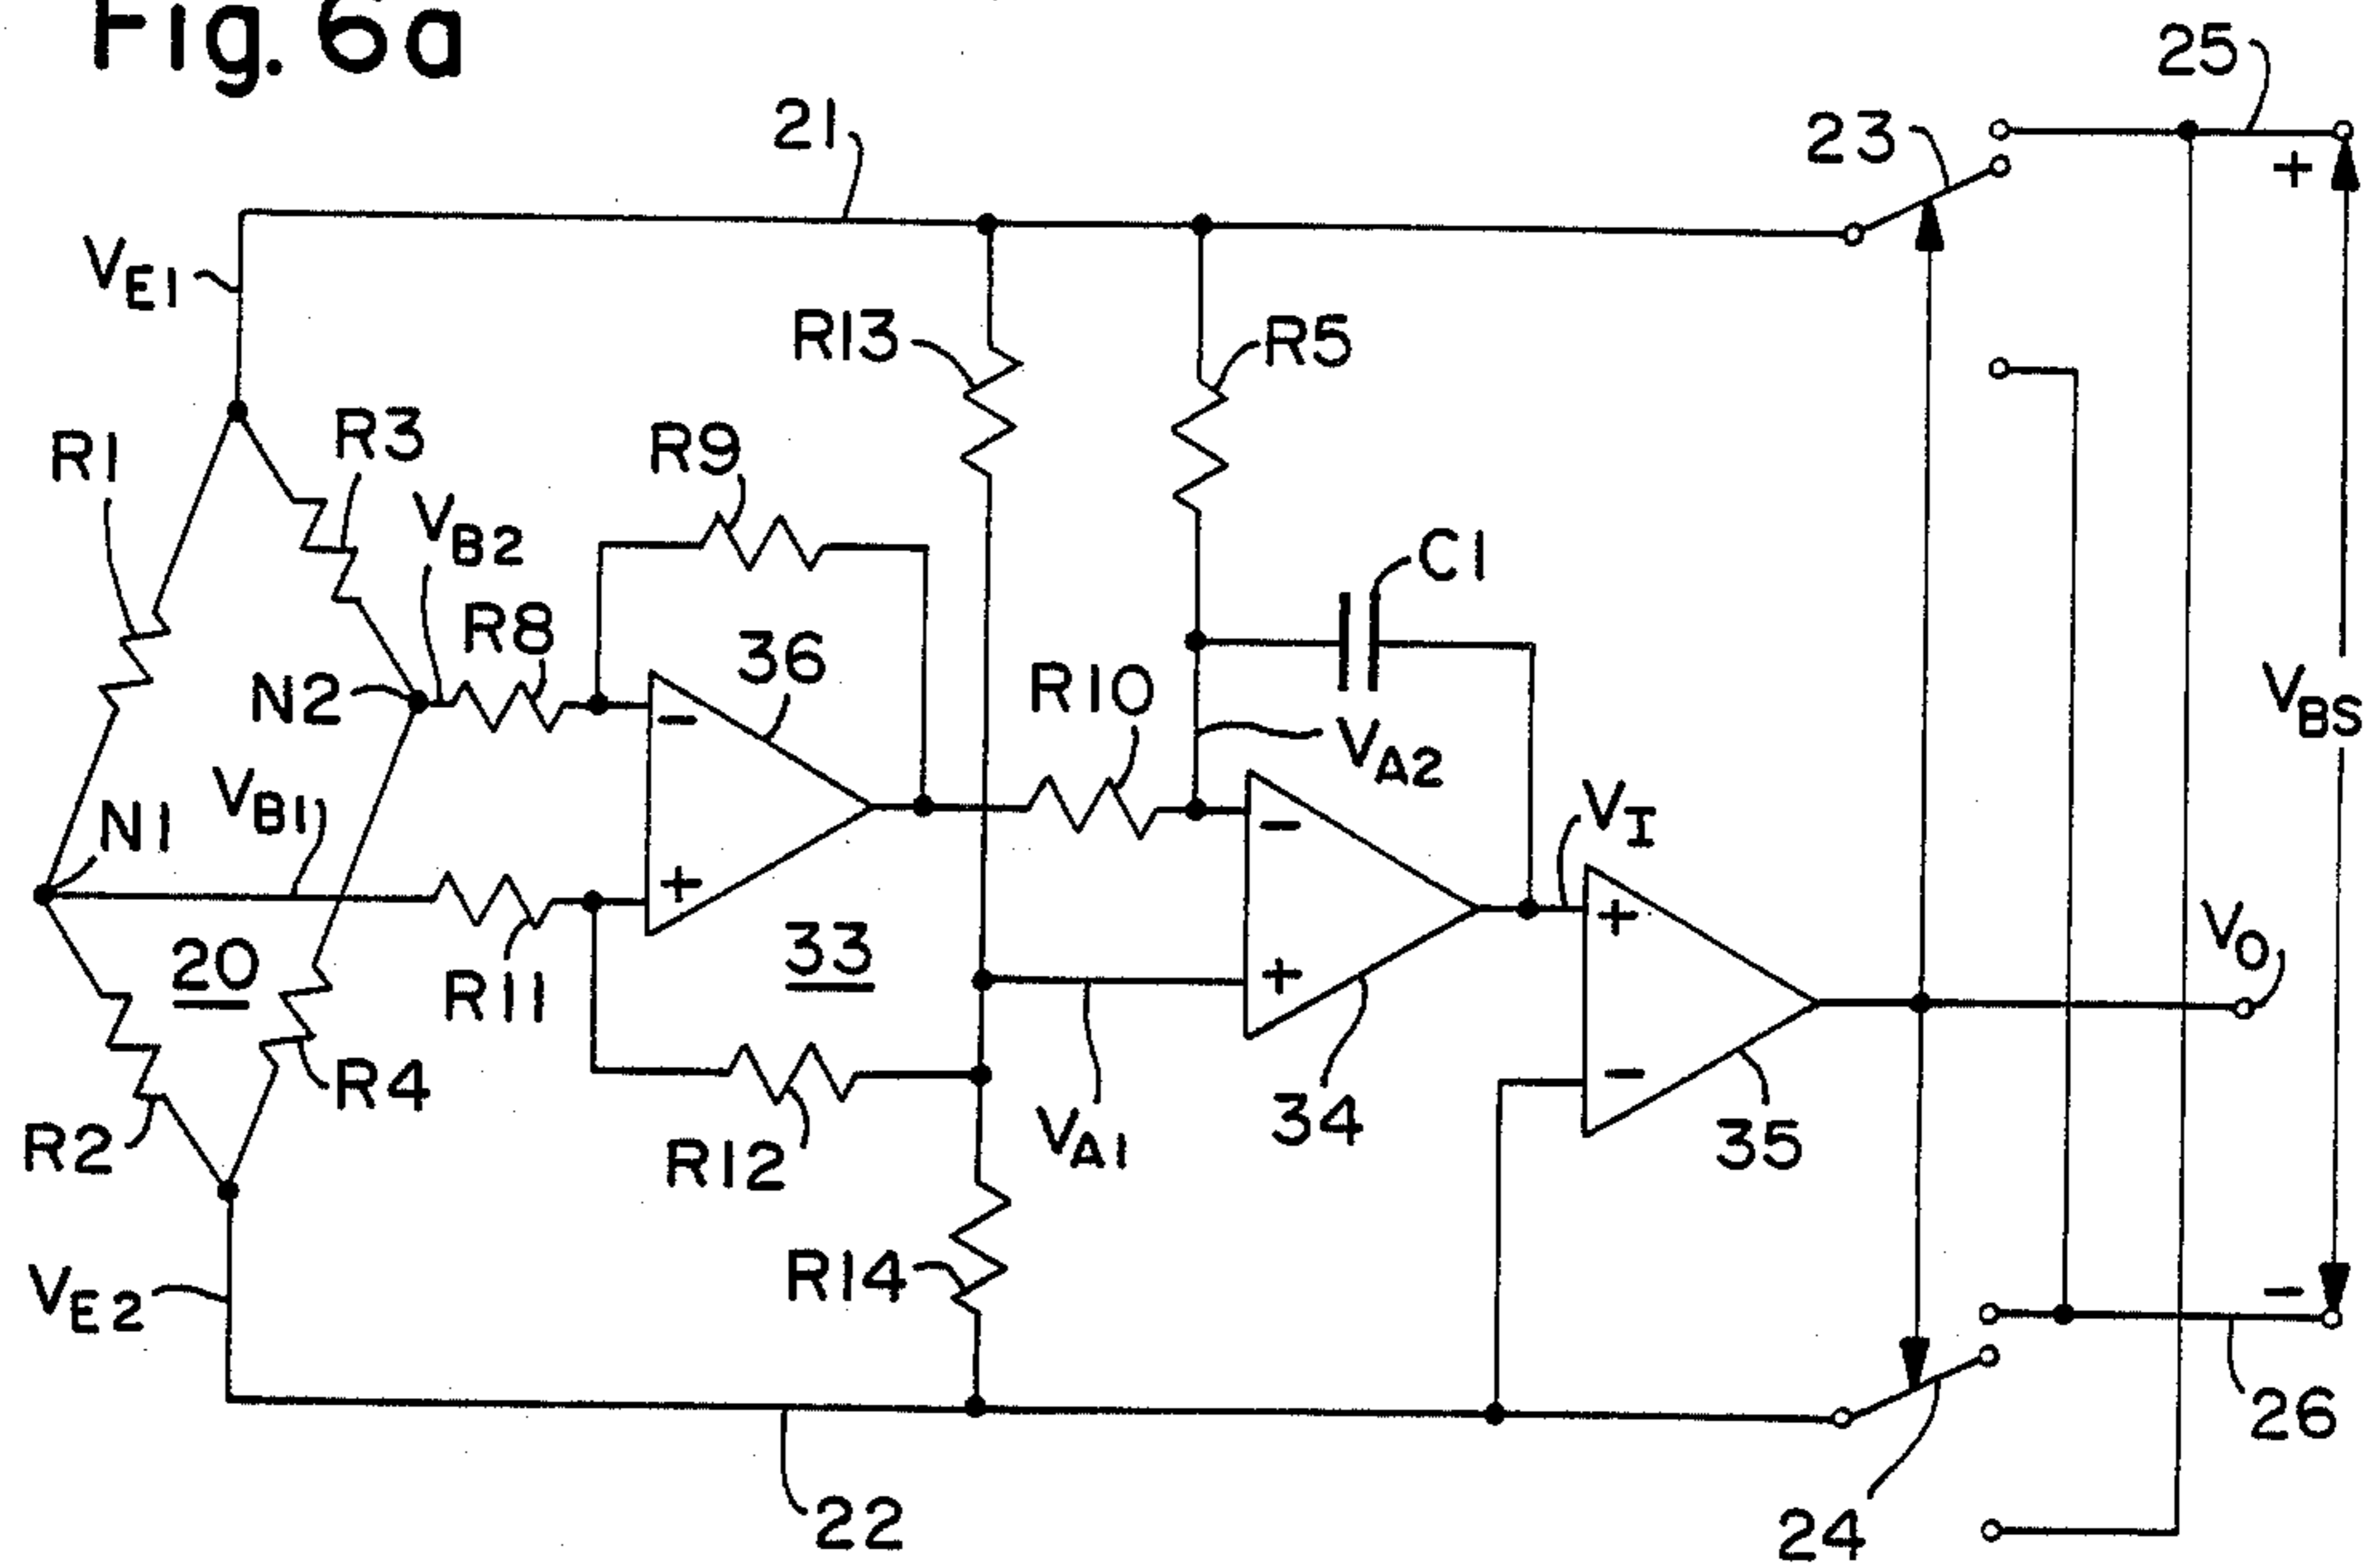 Fig. 6a
25
21
23
+
VE1
R13
R5
R1
R3
R9
VB2
C1
R8
36
R10
N2
-
VBS
VA2
VB1
N1
VI
-
+
+
VO
20
33
+
R11
R4
-
34
R2
VA1
35
R12
R14
VE2
-
26
22
24